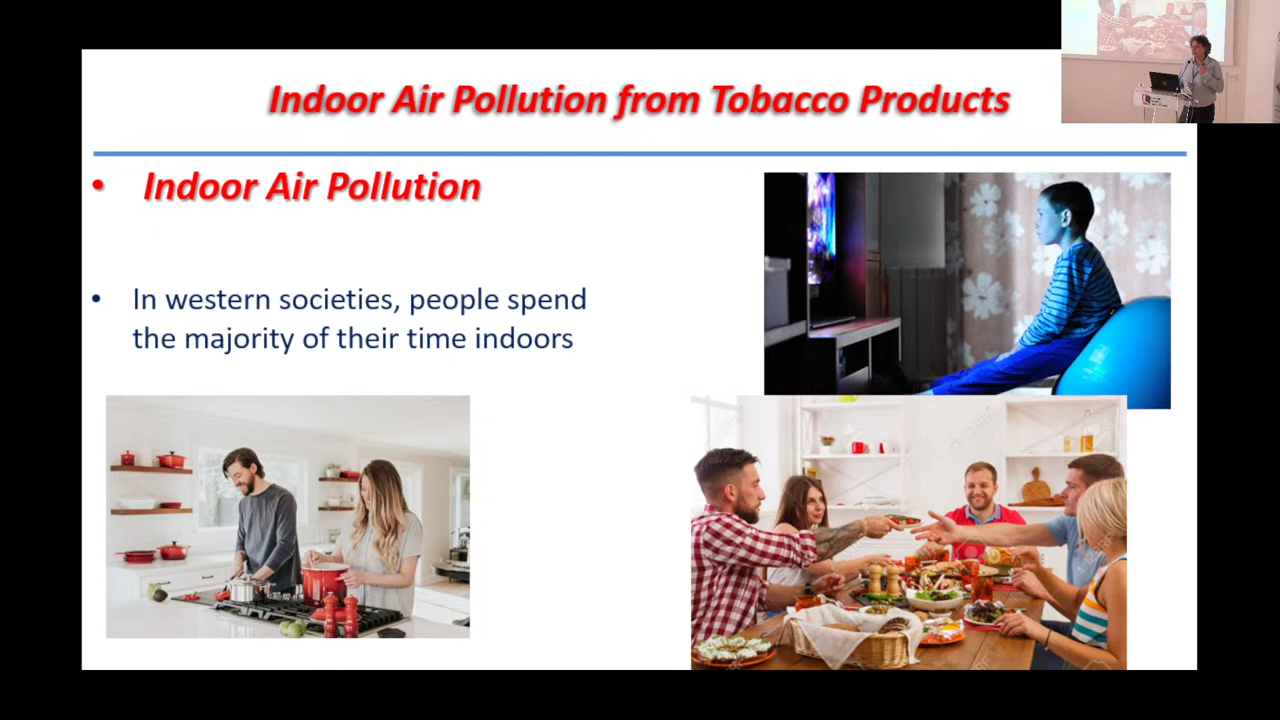 Indoor Air Pollution from Tobacco Products
• Indoor Air Pollution
• In western societies, people spend
the majority of their time indoors